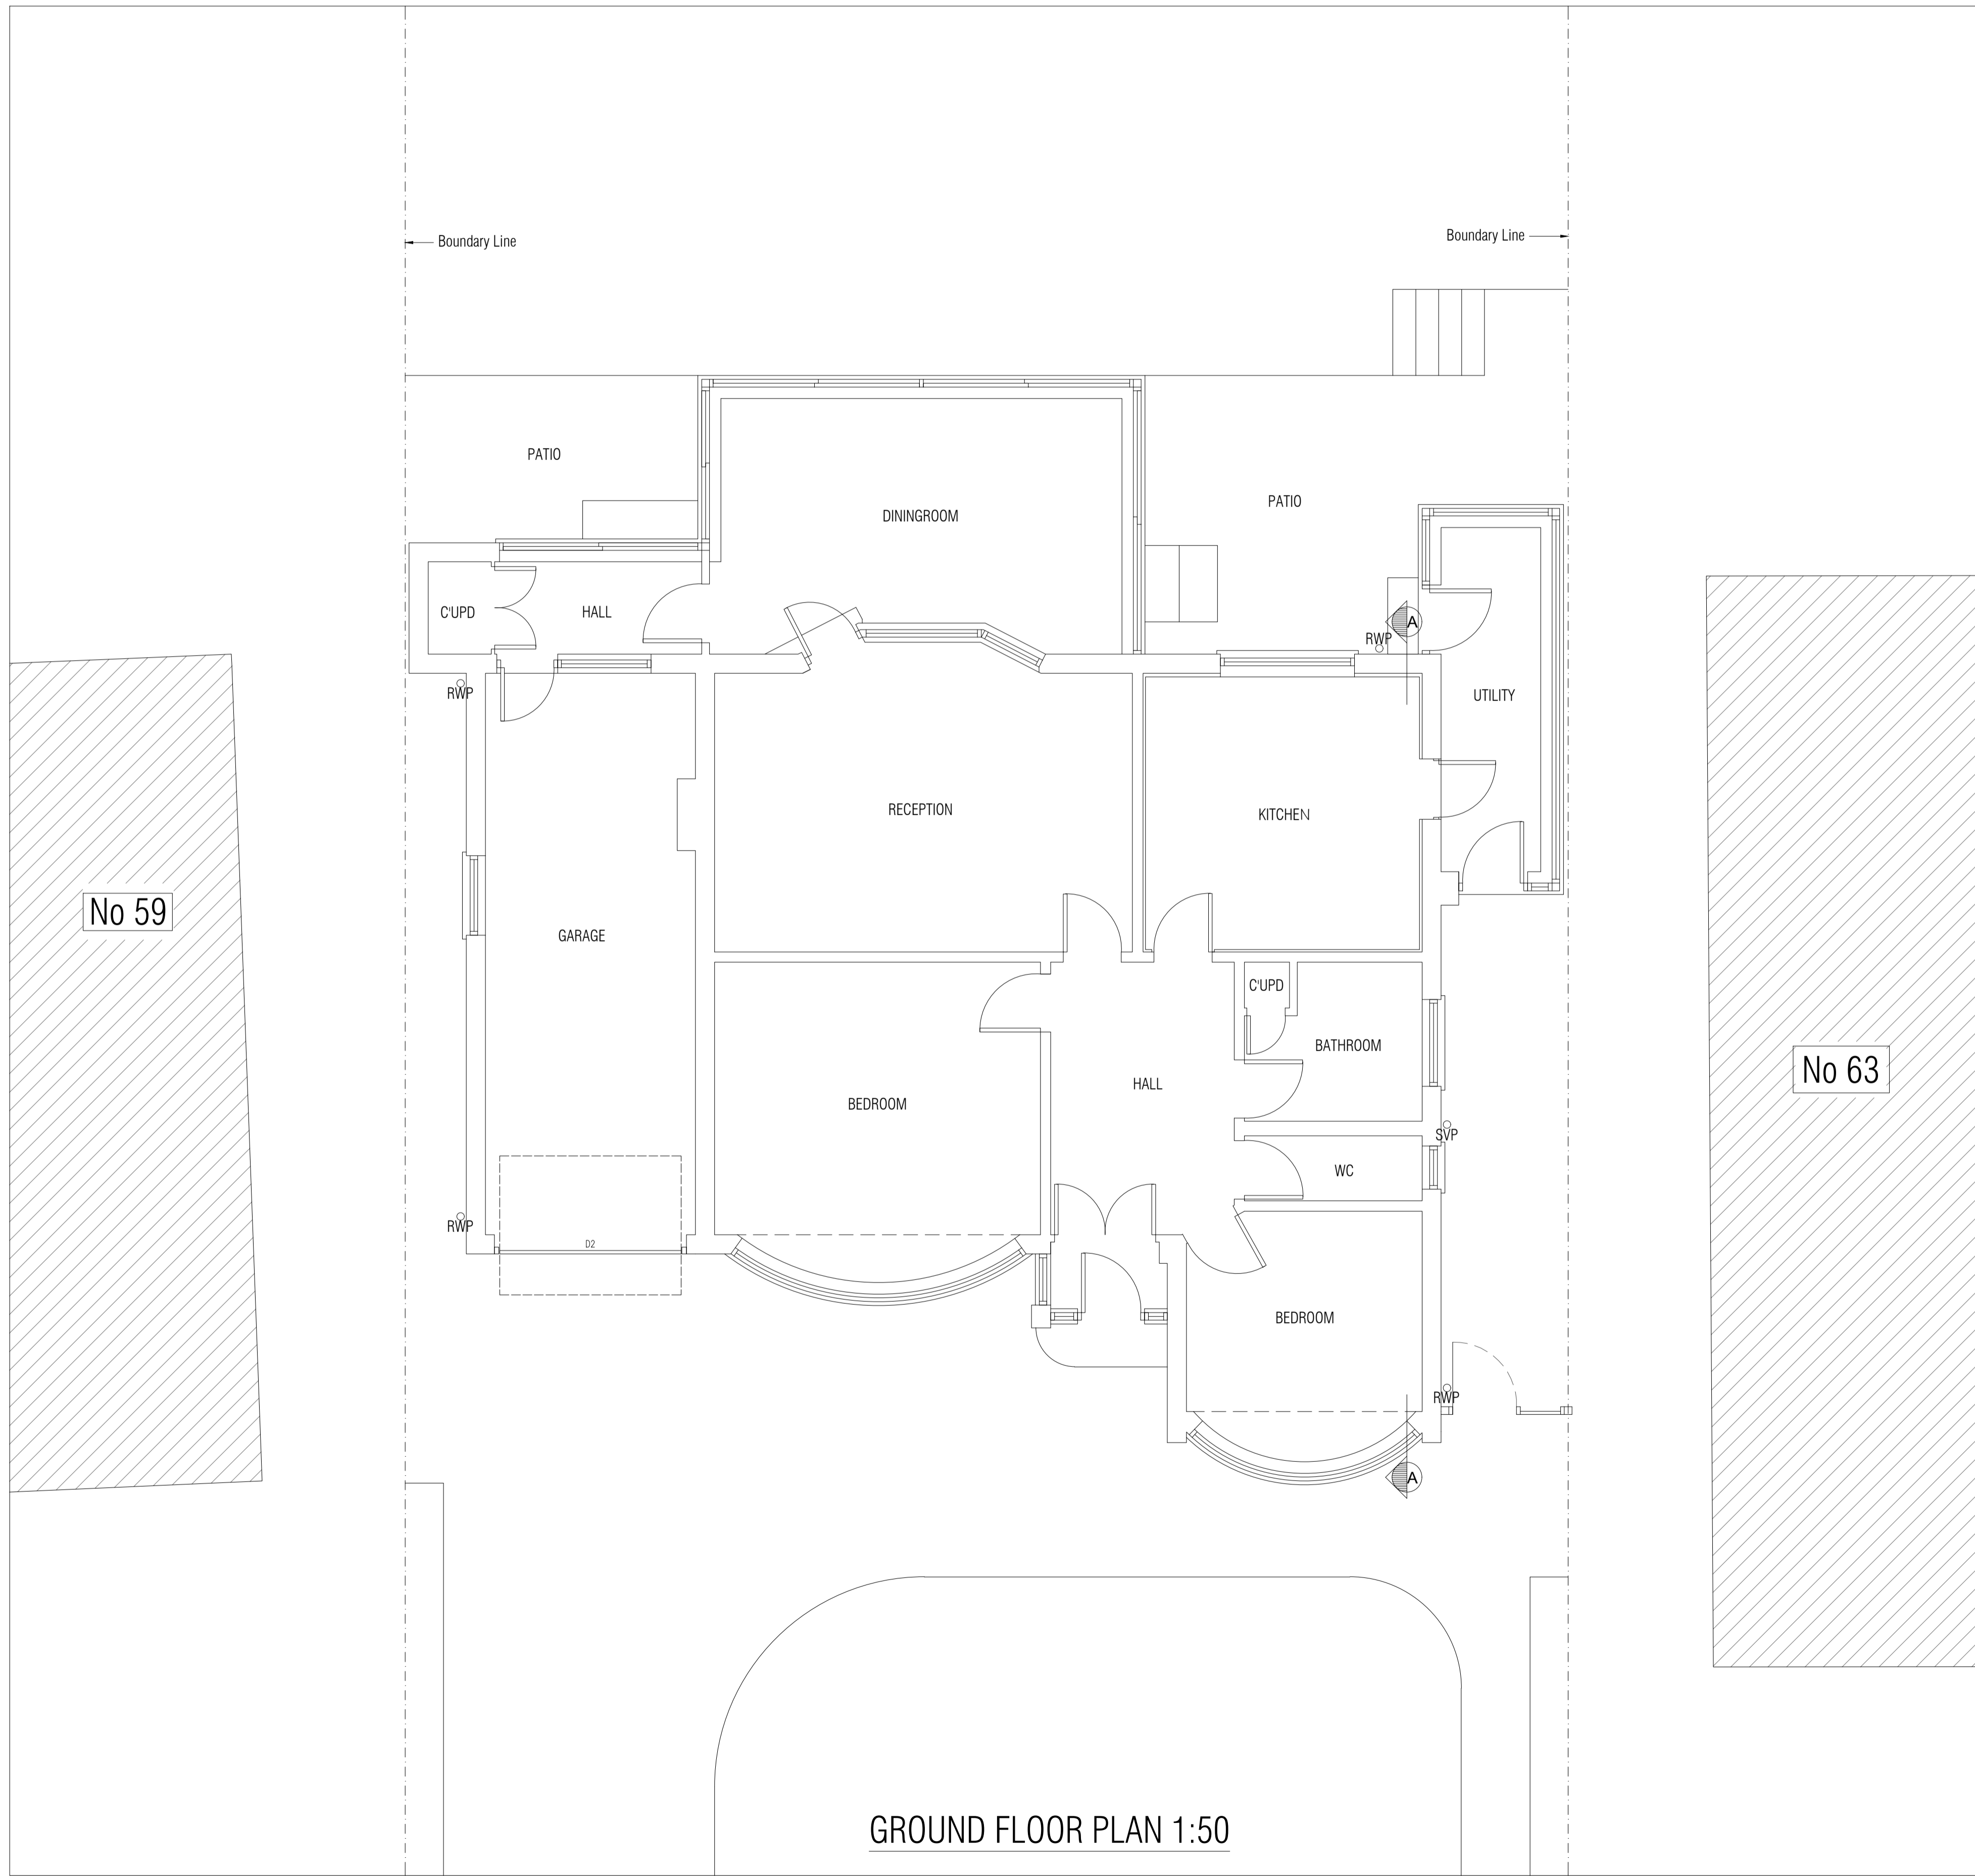 Boundary Line
Boundary Line
PATIO
PATIO
DININGROOM
C'UPD
HALL
A
RWP
RWP
UTILITY
RECEPTION
KITCHEN
No 59
GARAGE
C'UPD
BATHROOM
No 63
HALL
BEDROOM
SVP
WC
RWP
D2
BEDROOM
RWP
A
GROUND FLOOR PLAN 1:50